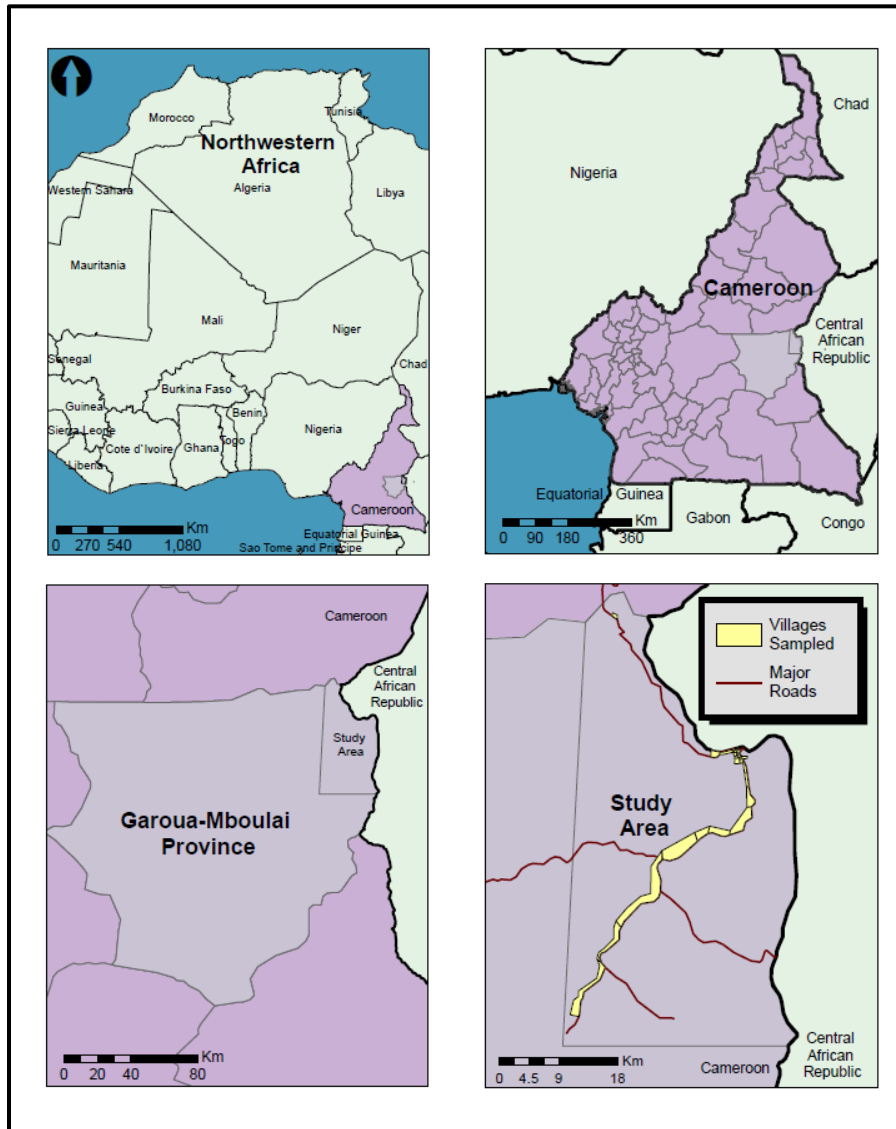 Morocco
Tunisia
Northwestern
Africa
Algeria
Western Sahara
Libya
Mauritania
Mali
Niger
Chad
Senegal
Burkina Faso
Guinea
Benin
Nigeria
Sierra Leone
Cote d'Ivoire
Ghana
Togo
Liberia
Cameroon
Km
0 270 540 1,080
Equatorial Guinea
Sao Tome and Principe
Chad
Nigeria
Cameroon
Central
African
Republic
Equatorial Guinea
Gabon
Congo
Km
0 90 180 360
Cameroon
Central
African
Republic
Study
Area
Garoua-Mboulai
Province
Km
0 20 40 80
Villages
Sampled
Major
Roads
Study
Area
Central
African
Republic
Cameroon
Km
0 4.5 9 18